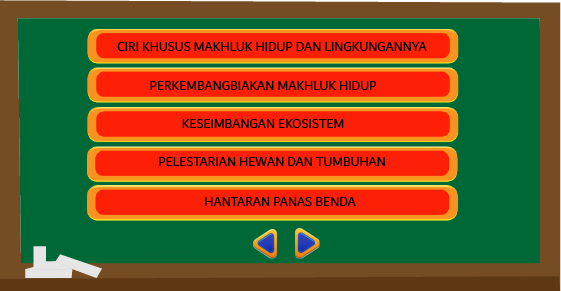 CIRI KHUSUS MAKHLUK HIDUP DAN LINGKUNGANNYA
PERKEMBANGBIAKAN MAKHLUK HIDUP
KESEIMBANGAN EKOSISTEM
PELESTARIAN HEWAN DAN TUMBUHAN
HANTARAN PANAS BENDA